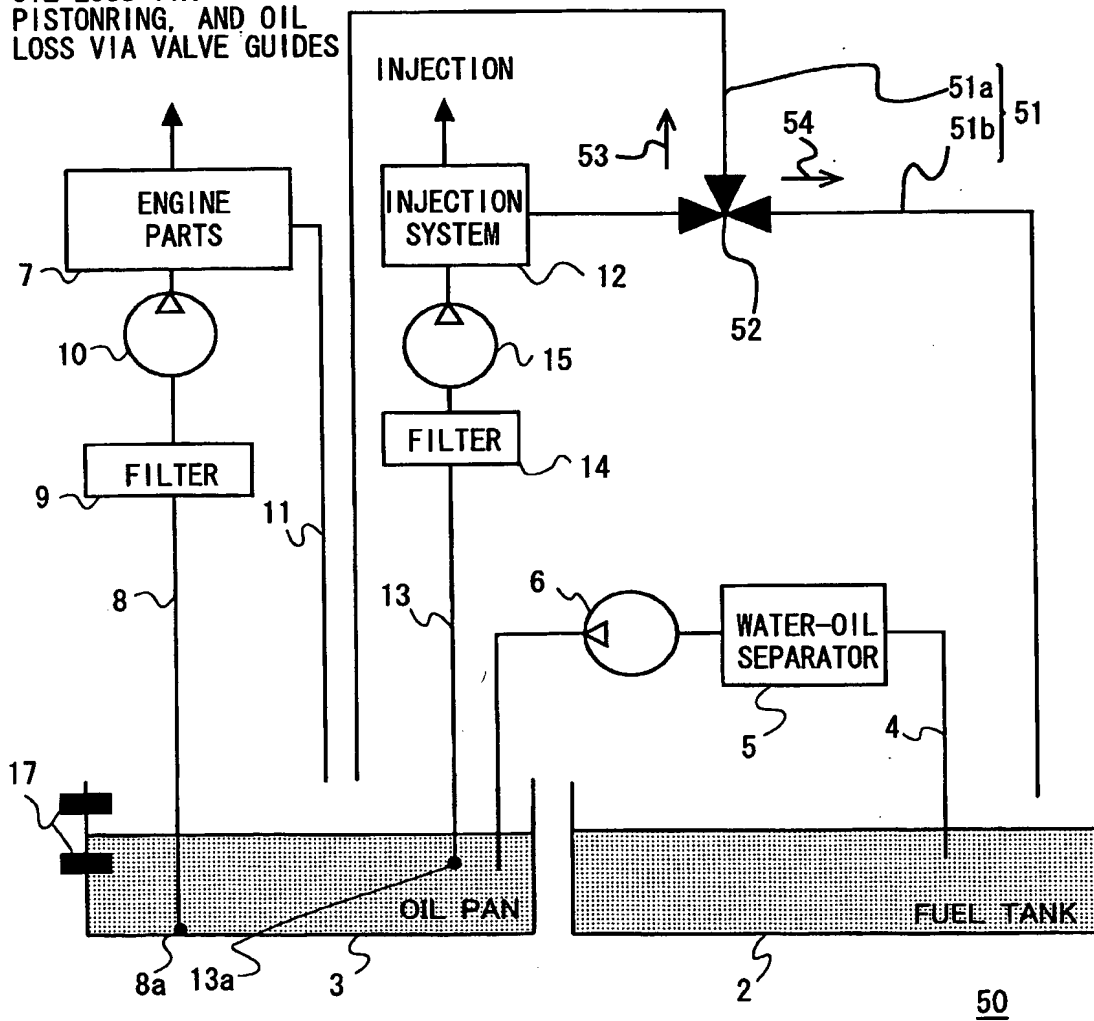 PISTONRING, AND OIL
LOSS VIA VALVE GUIDES
INJECTION
51a
51
51b
54
53
ENGINE
PARTS
INJECTION
SYSTEM
7
12
52
10
15
FILTER
FILTER
14
9
11
8
13
6
WATER-OIL
SEPARATOR
5
4
17
OIL PAN
FUEL TANK
8a
13a
3
2
50